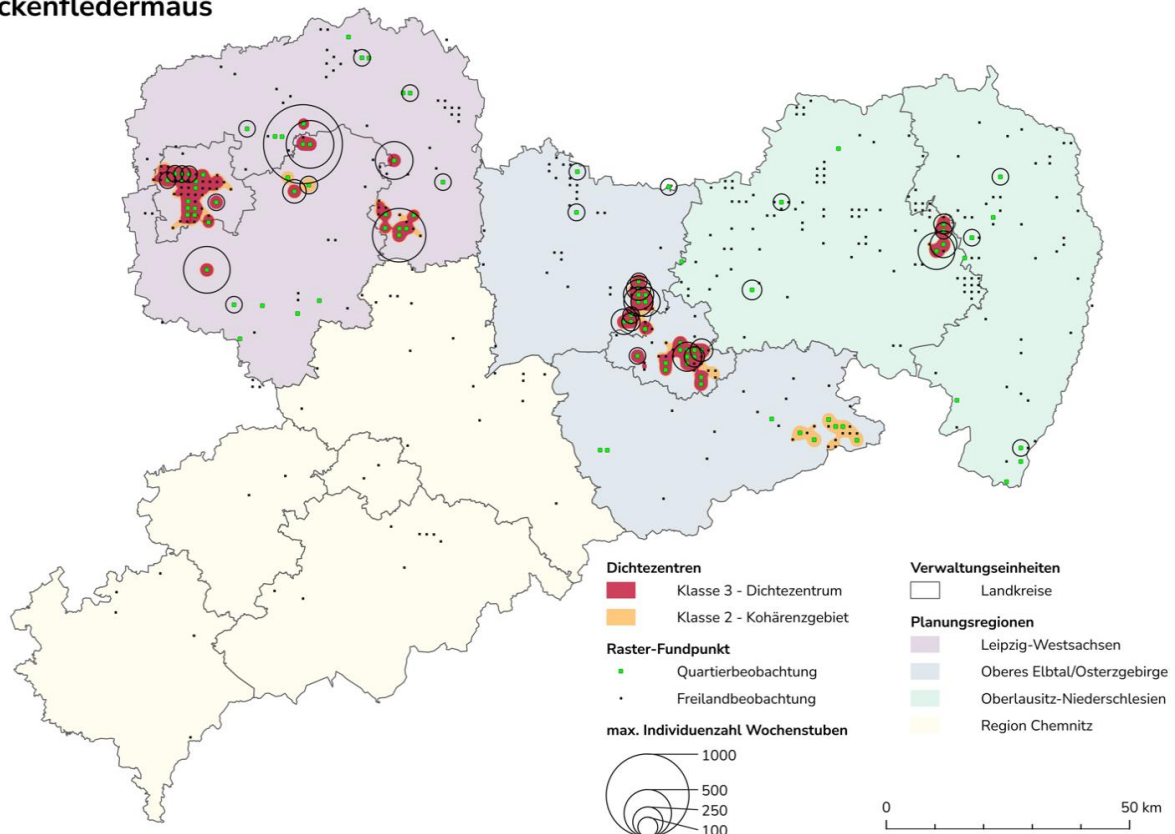 ckenfledermaus
Dichtezentren
Klasse 3 - Dichtezentrum
Klasse 2 - Kohärenzgebiet
Raster-Fundpunkt
Quartierbeobachtung
Freilandbeobachtung
max. Individuenzahl Wochenstuben
1000
500
250
100
Verwaltungseinheiten
Landkreise
Planungsregionen
Leipzig-Westsachsen
Oberes Elbtal/Osterzgebirge
Oberlausitz-Niederschlesien
Region Chemnitz
0 50 km